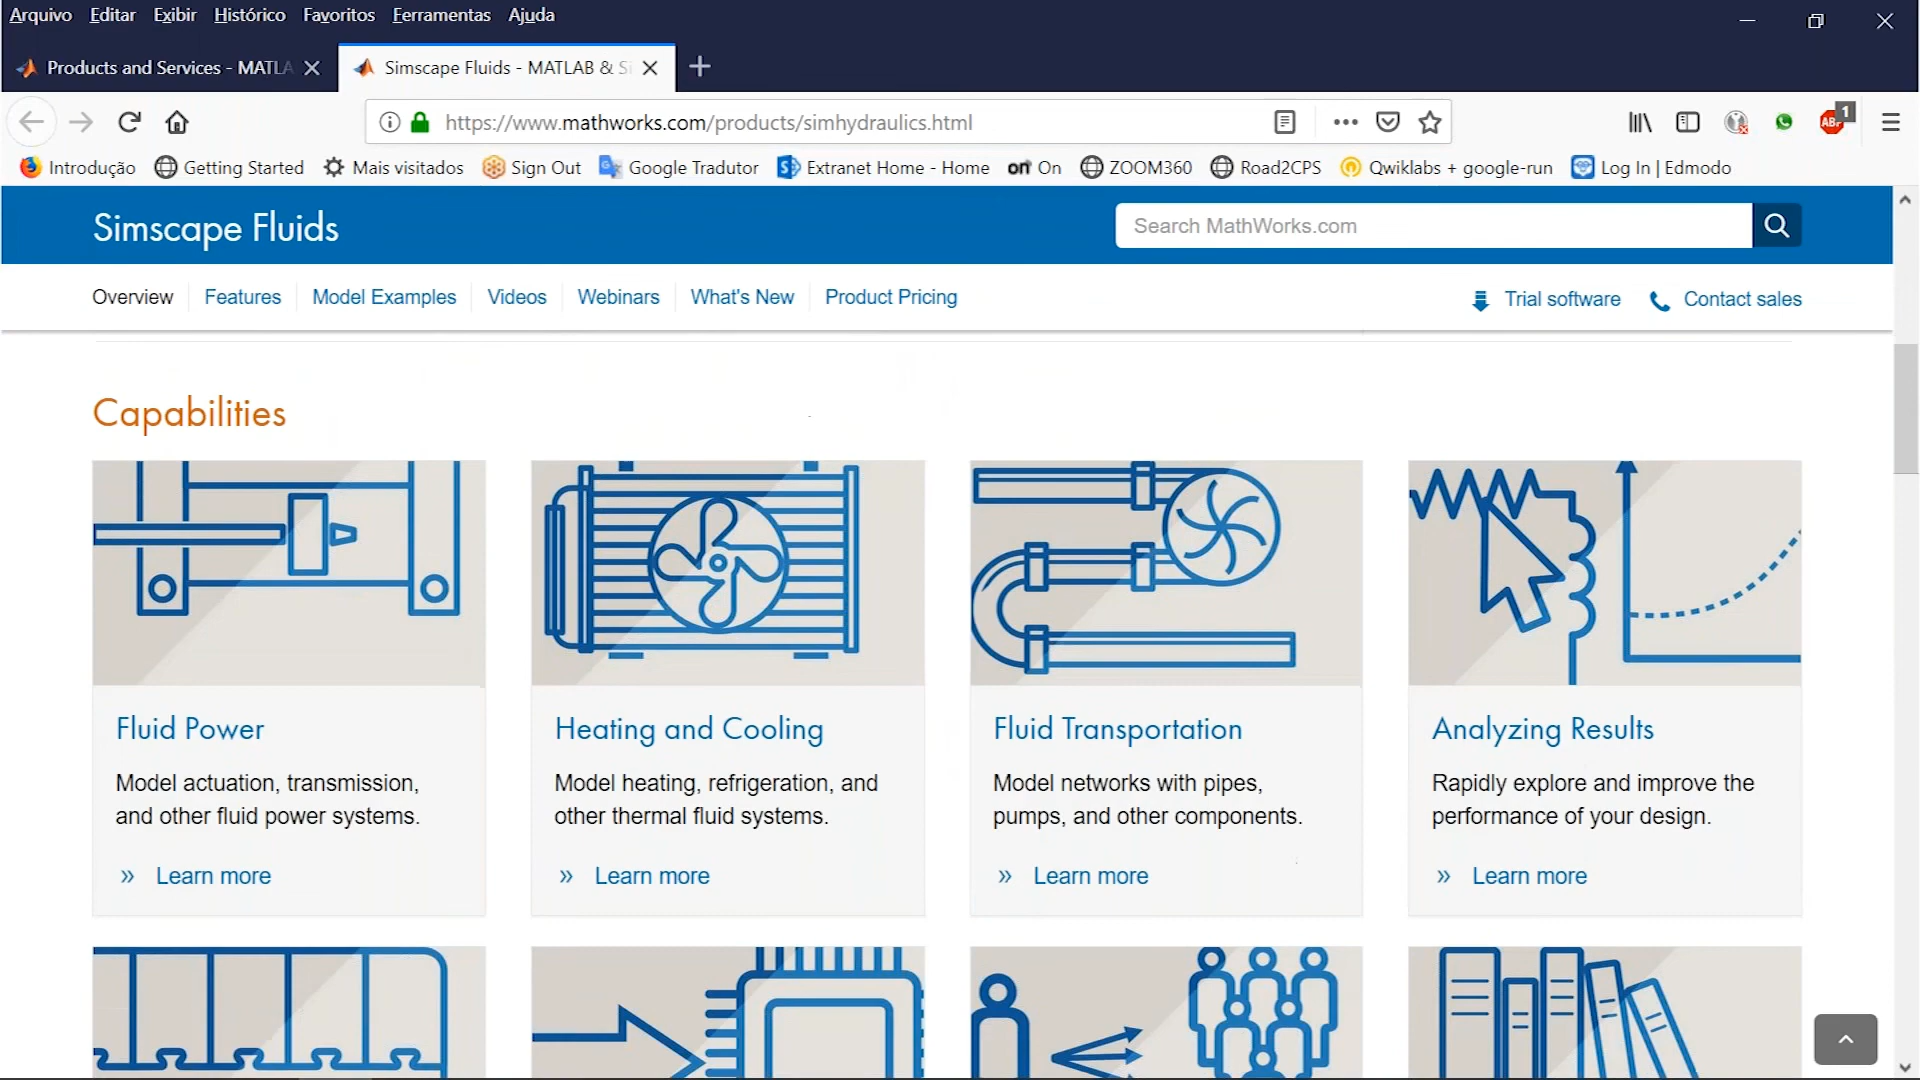 Arquivo Editar Exibir Histórico Favoritos Ferramentas Ajuda
Products and Services - MATLA
Simscape Fluids - MATLAB & Si
https://www.mathworks.com/products/simhydraulics.html
ABP 1
Introdução Getting Started Mais visitados Sign Out Google Tradutor Extranet Home - Home on On ZOOM360 Road2CPS Qwiklabs + google-run Log In | Edmodo
Simscape Fluids
Search MathWorks.com
Overview Features Model Examples Videos Webinars What's New Product Pricing Trial software Contact sales
Capabilities
Fluid Power
Model actuation, transmission,
and other fluid power systems.
» Learn more
Heating and Cooling
Model heating, refrigeration, and
other thermal fluid systems.
» Learn more
Fluid Transportation
Model networks with pipes,
pumps, and other components.
» Learn more
Analyzing Results
Rapidly explore and improve the
performance of your design.
» Learn more